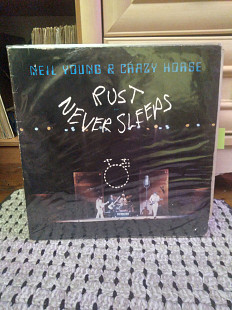 NEIL YOUNG & CRAZY HORSE
RUST
NEVER SLEEPS